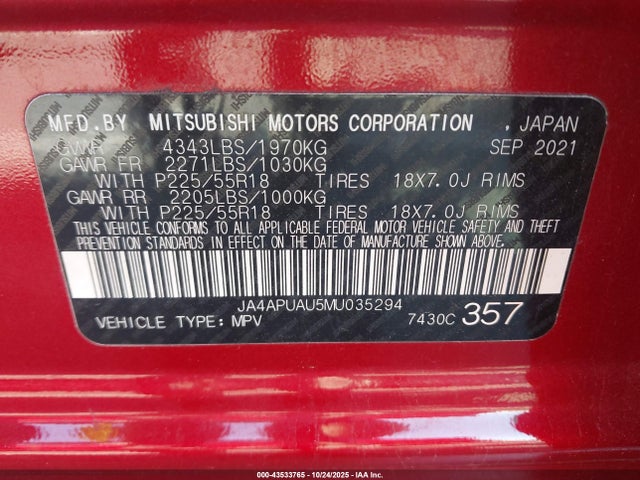 MFD.BY MITSUBISHI MOTORS CORPORATION , JAPAN
GVWR 4343LBS/1970KG SEP 2021
GAWR FR 2271LBS/1030KG
WITH P225/55R18 TIRES 18X7.0J RIMS
GAWR RR 2205LBS/1000KG
WITH P225/55R18 TIRES 18X7.0J RIMS
THIS VEHICLE CONFORMS TO ALL APPLICABLE FEDERAL MOTOR VEHICLE SAFETY AND THEFT
PREVENTION STANDARDS IN EFFECT ON THE DATE OF MANUFACTURE SHOWN ABOVE.
JA4APUAU5MU035294
VEHICLE TYPE: MPV 7430C 357
000-43533765 - 10/24/2025 - IAA Inc.